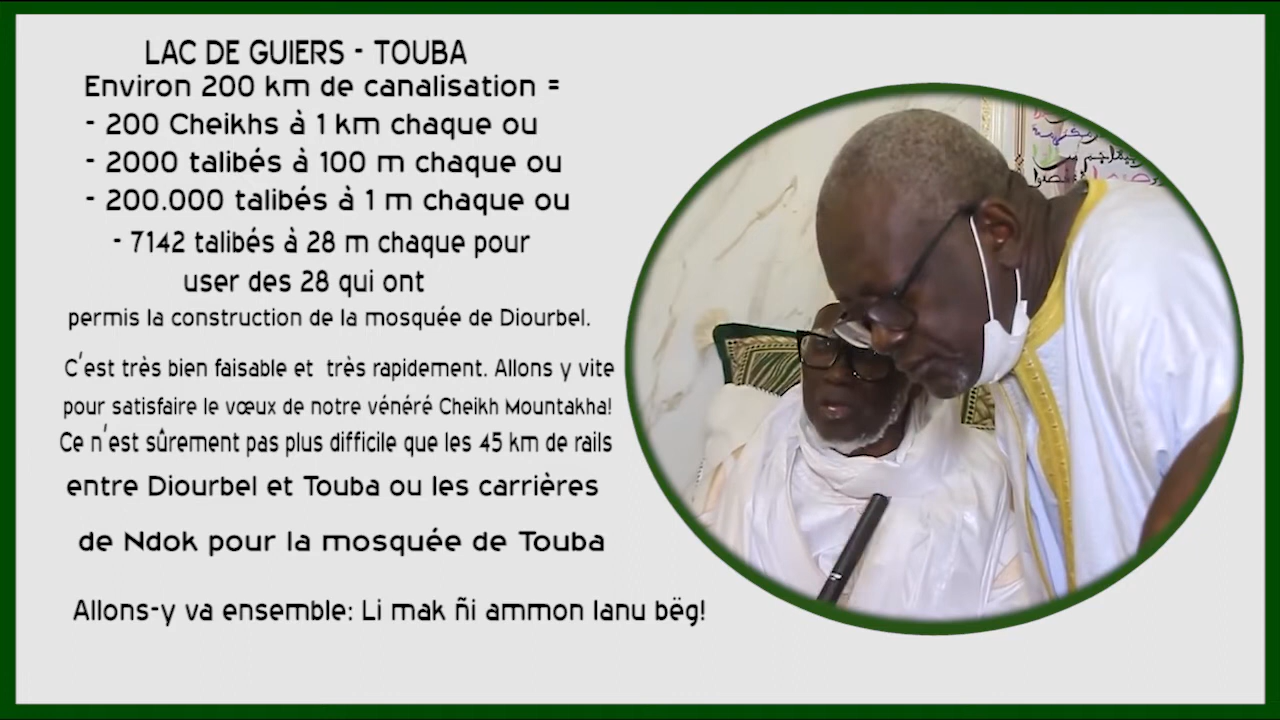 LAC DE GUIERS - TOUBA
Environ 200 km de canalisation =
- 200 Cheikhs à 1 km chaque ou
- 2000 talibés à 100 m chaque ou
- 200.000 talibés à 1 m chaque ou
- 7142 talibés à 28 m chaque pour
user des 28 qui ont
permis la construction de la mosquée de Diourbel.
C'est très bien faisable et très rapidement. Allons y vite
pour satisfaire le vœux de notre vénéré Cheikh Mountakha!
Ce n'est sûrement pas plus difficile que les 45 km de rails
entre Diourbel et Touba ou les carrières
de Ndok pour la mosquée de Touba
Allons-y va ensemble: Li mak ñi ammon lanu bëg!